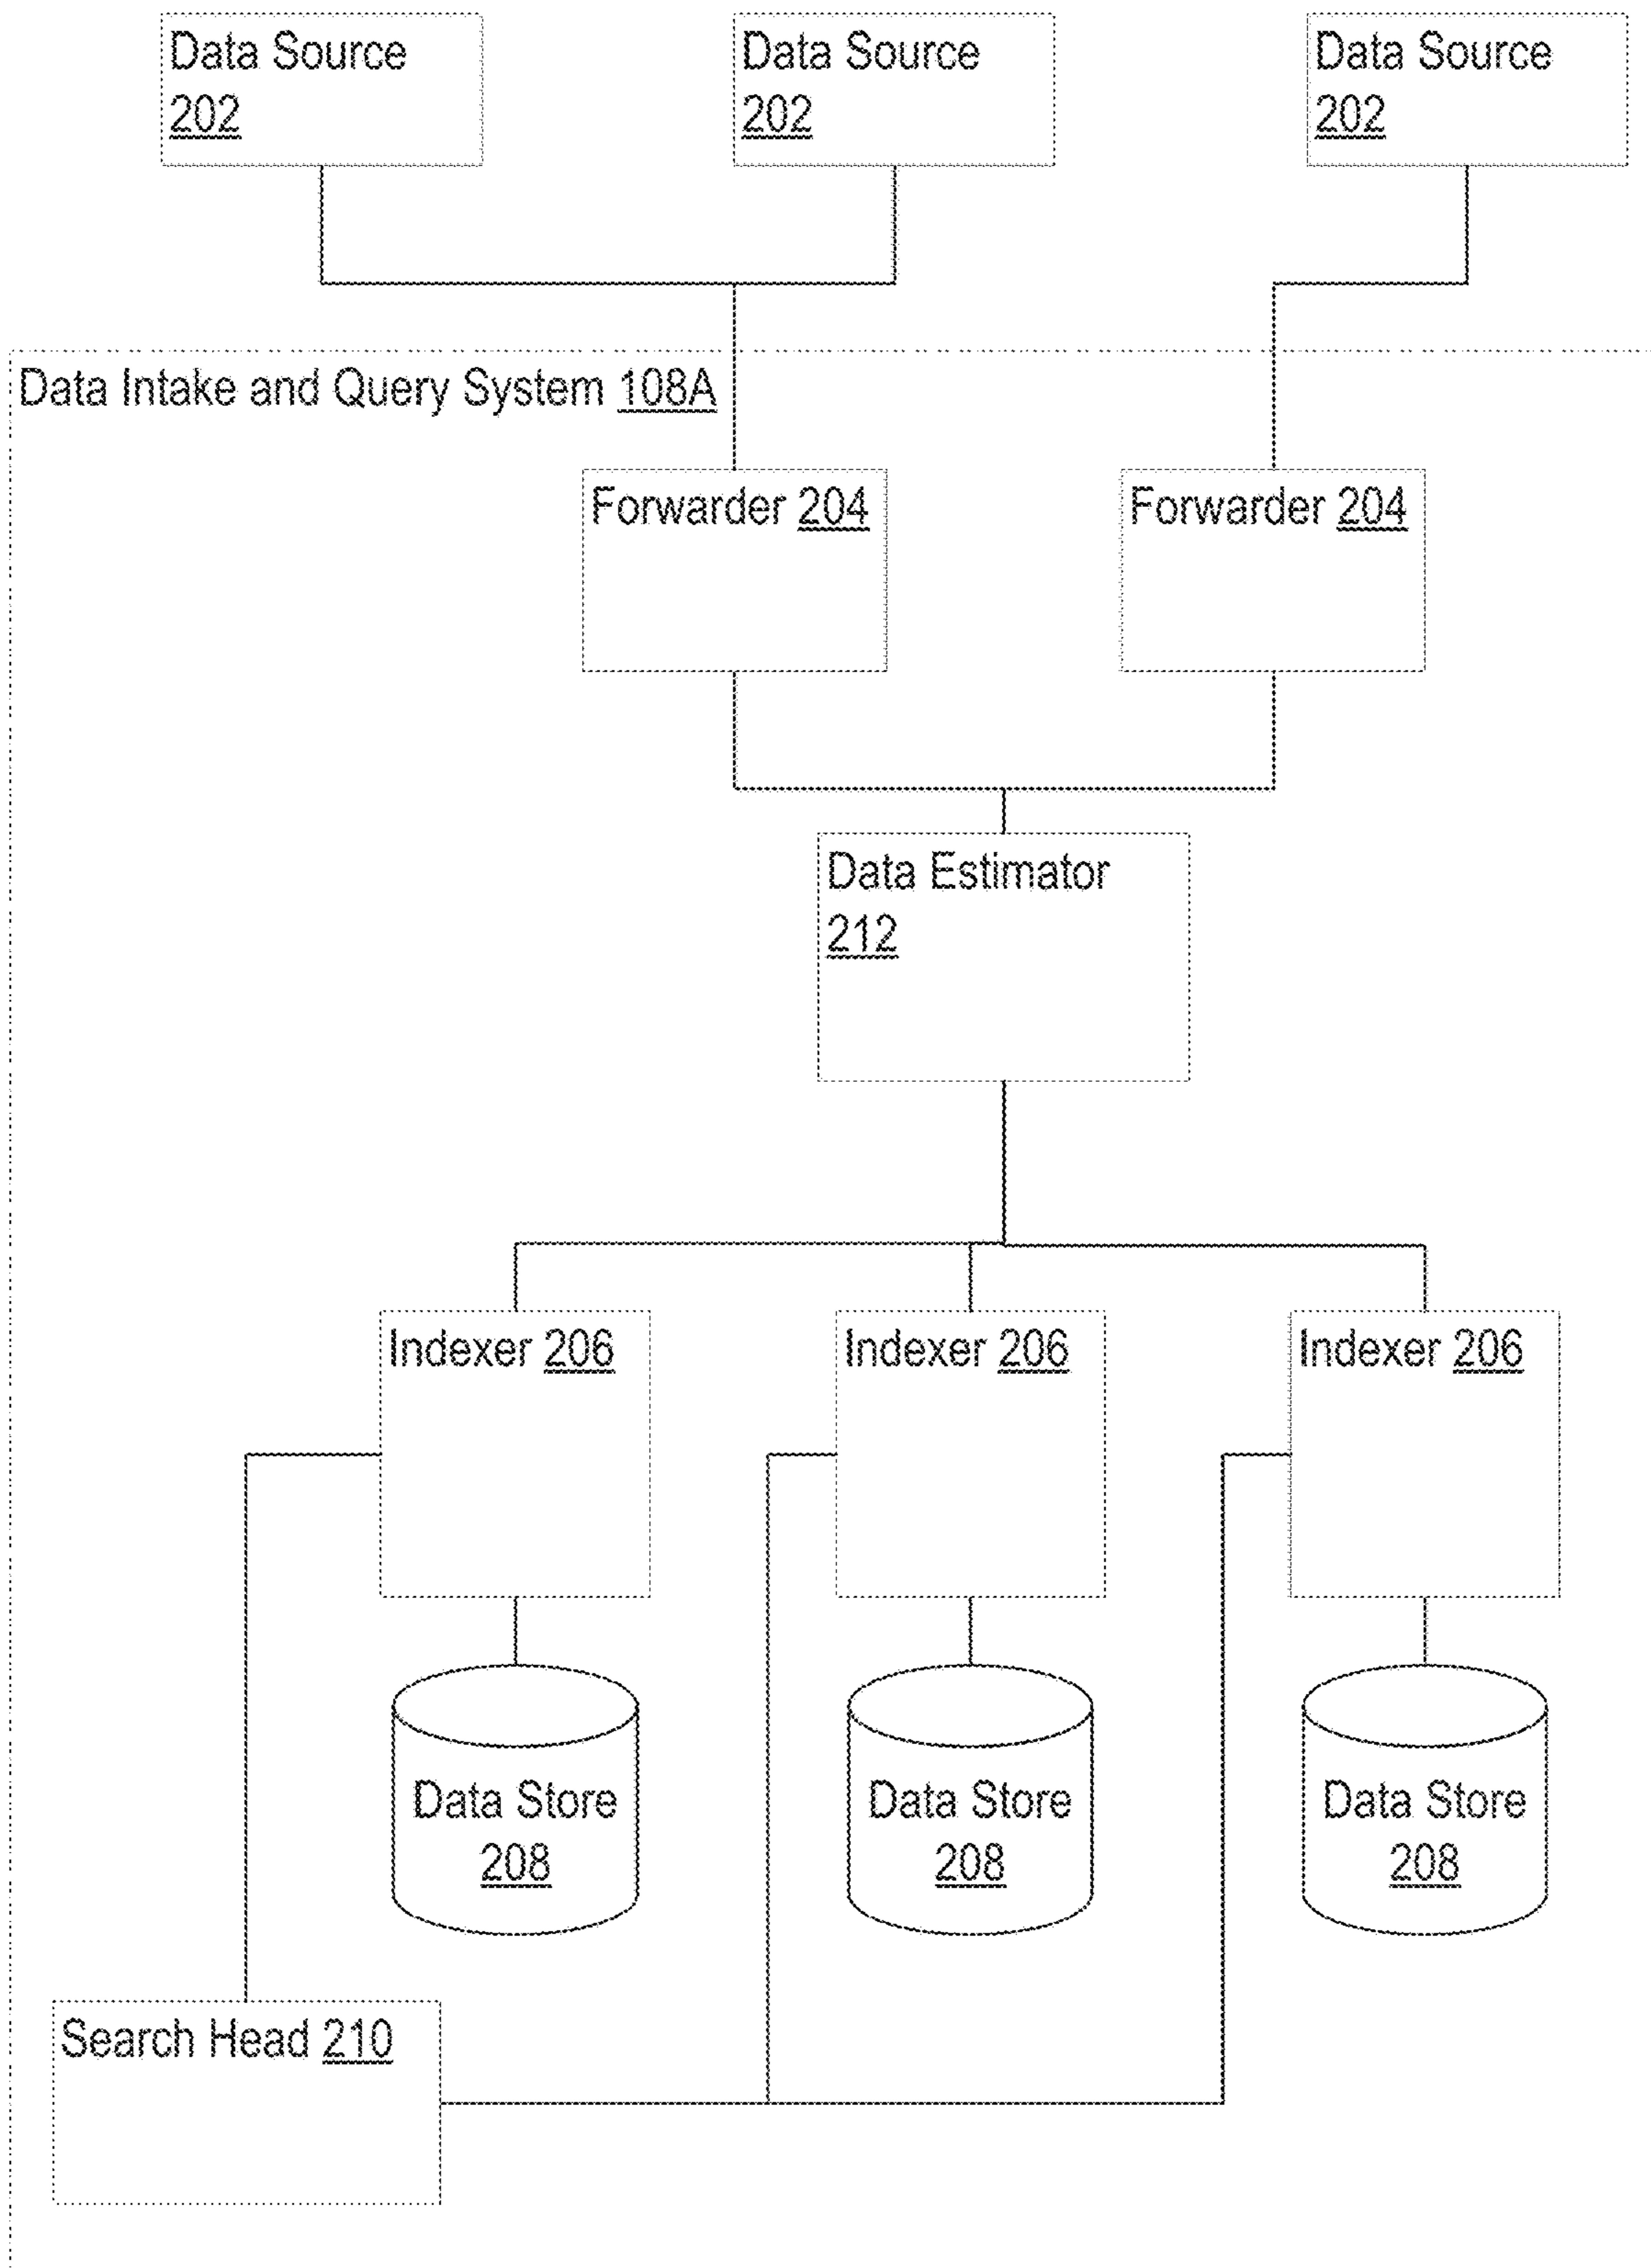 Data Source
202
Data Source
202
Data Source
202
Data Intake and Query System 108A
Forwarder 204
Forwarder 204
Data Estimator
212
Indexer 206
Indexer 206
Indexer 206
Data Store
208
Data Store
208
Data Store
208
Search Head 210